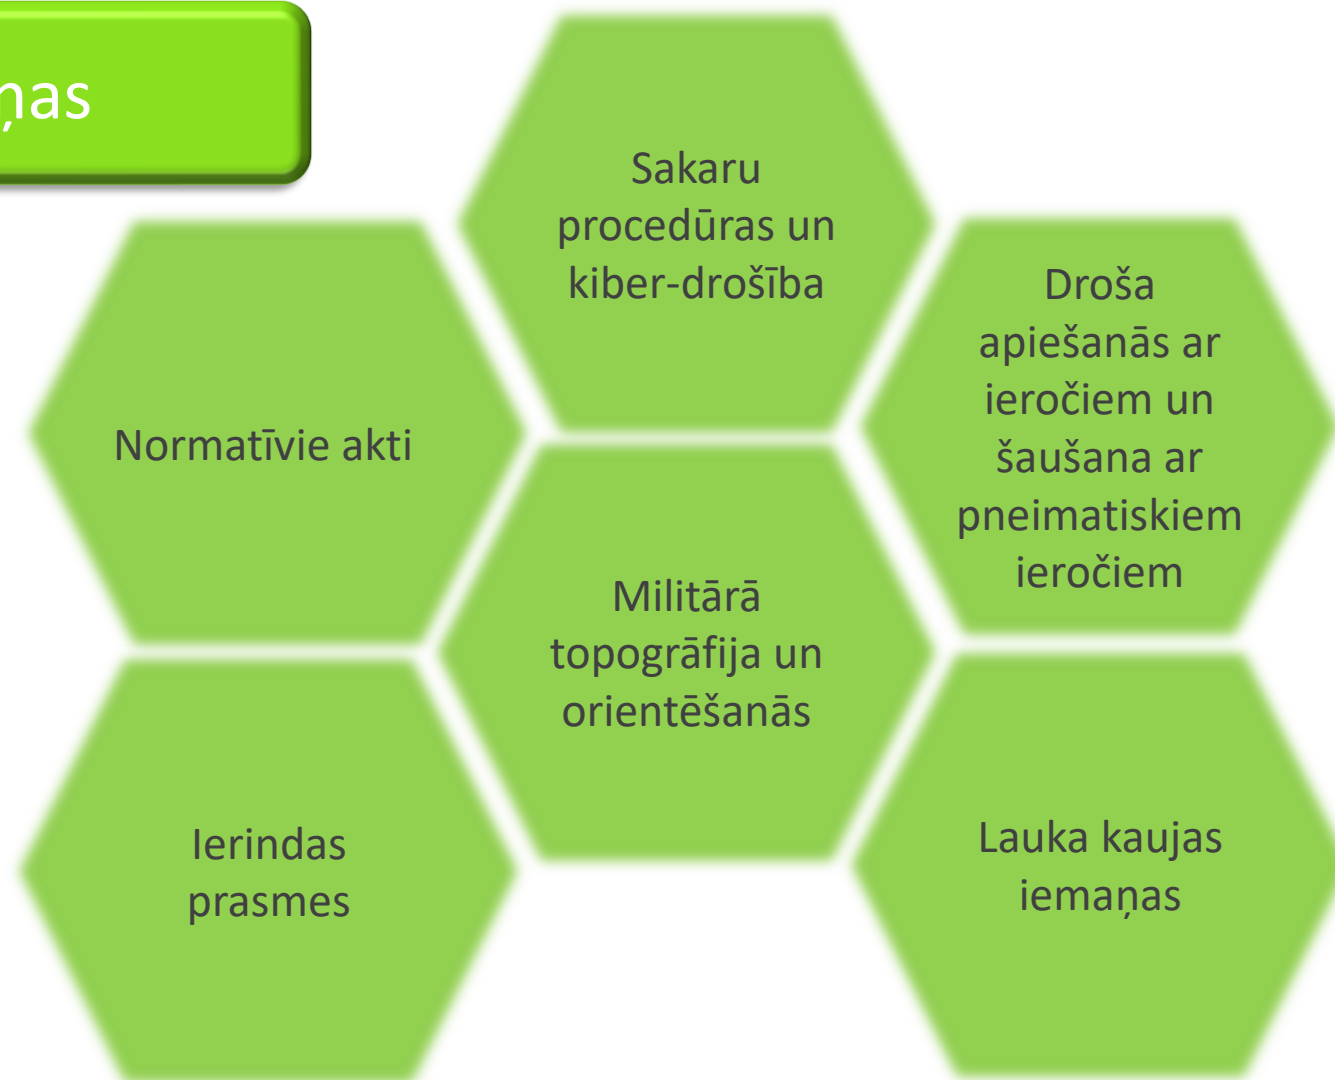 ņas
Sakaru
procedūras un
kiber-drošība
Normatīvie akti
Droša
apiešanās ar
ieročiem un
šaušana ar
pneimatiskiem
ieročiem
Militārā
topogrāfija un
orientēšanās
Ierindas
prasmes
Lauka kaujas
iemaņas